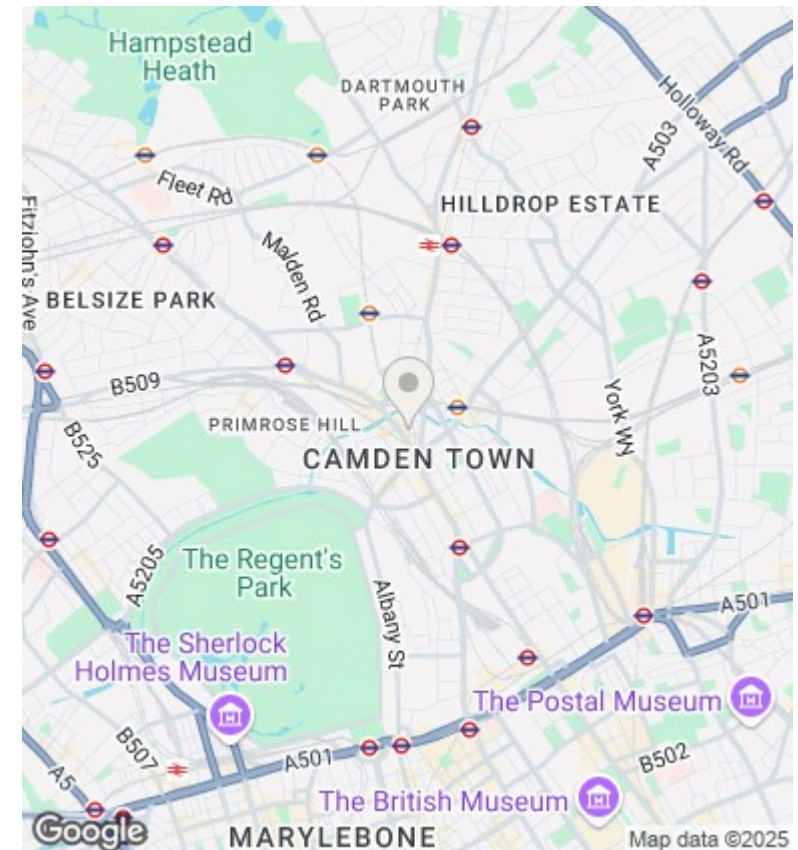 Hampstead
Heath
DARTMOUTH
PARK
Holloway Rd
A503
Fleet Rd
HILLDROP ESTATE
Fitzjohn's Ave
Malden Rd
BELSIZE PARK
A5203
B509
York Wy
PRIMROSE HILL
CAMDEN TOWN
B525
A5205
The Regent's
Park
Albany St
A501
The Sherlock
Holmes Museum
The Postal Museum
B507
A501
B502
A5
The British Museum
Google
MARYLEBONE
Map data ©2025